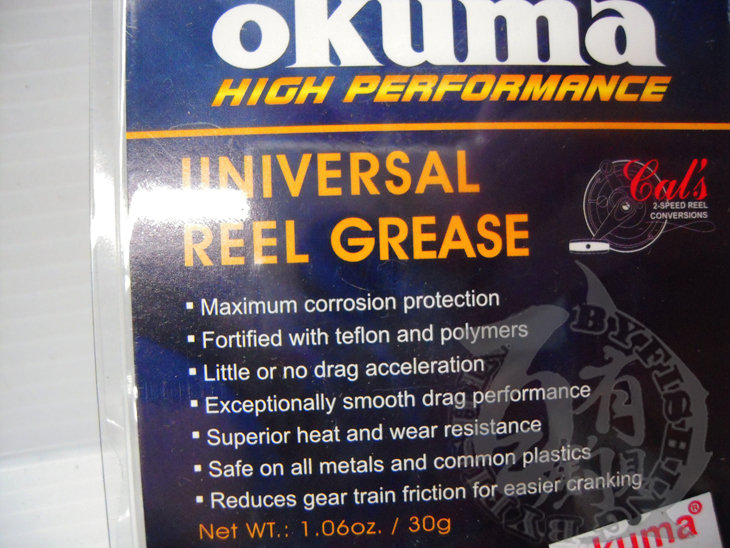 okuma
HIGH PERFORMANCE
UNIVERSAL
REEL GREASE
Cal's
2-SPEED REEL
CONVERSIONS
▪ Maximum corrosion protection
▪ Fortified with teflon and polymers
▪ Little or no drag acceleration
▪ Exceptionally smooth drag performance
▪ Superior heat and wear resistance
▪ Safe on all metals and common plastics
▪ Reduces gear train friction for easier cranking
Net WT.: 1.06oz. / 30g
okuma®